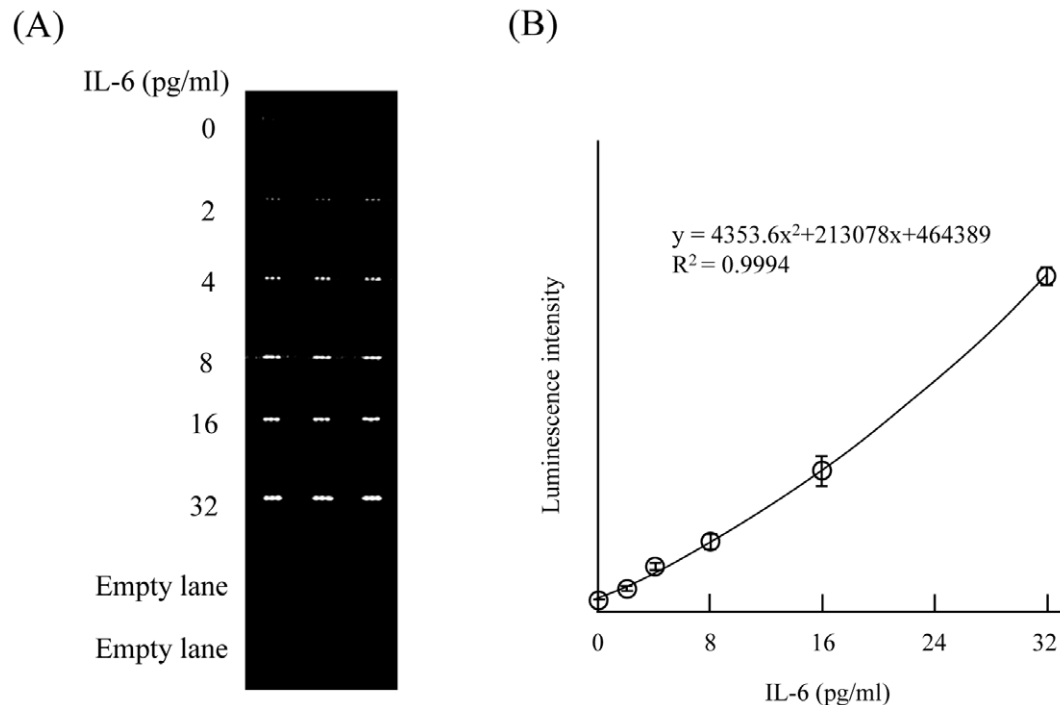 (A)
IL-6 (pg/ml)
0
2
4
8
16
32
Empty lane
Empty lane
(B)
y = 4353.6x²+213078x+464389
R² = 0.9994
Luminescence intensity
0 8 16 24 32
IL-6 (pg/ml)